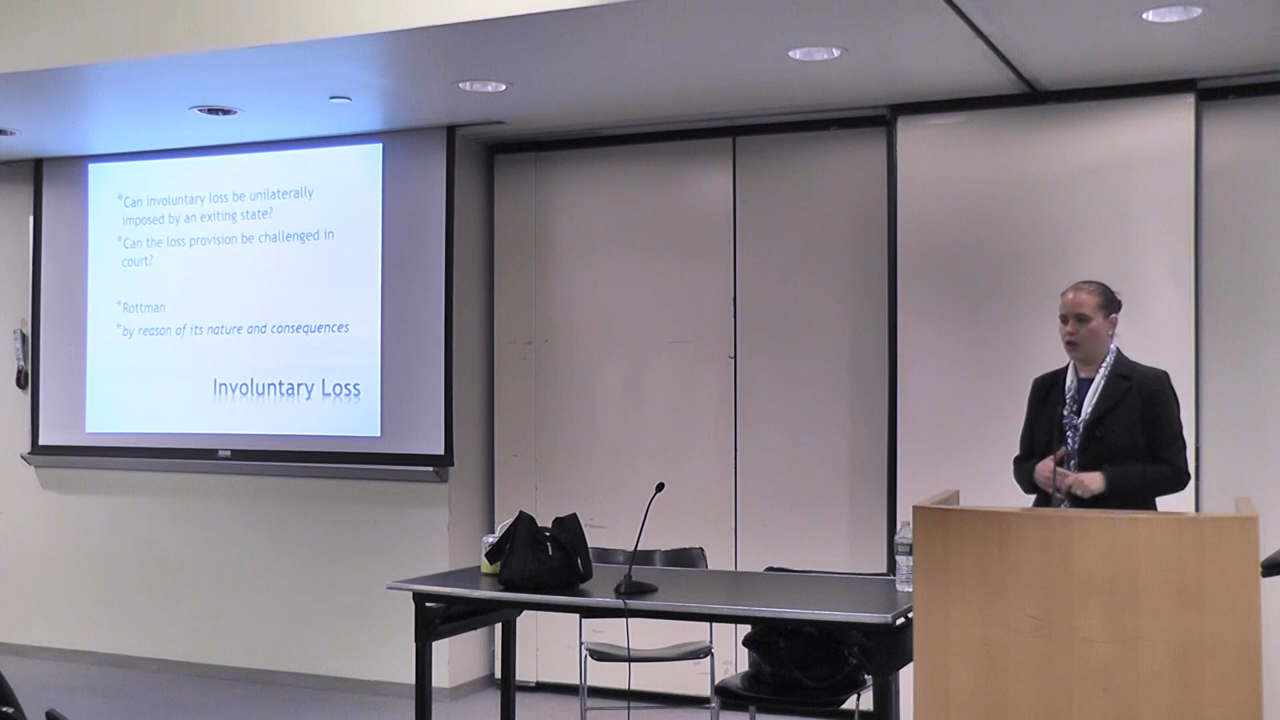 *Can involuntary loss be unilaterally
imposed by an exiting state?
*Can the loss provision be challenged in
court?
*Rottman
*by reason of its nature and consequences
Involuntary Loss